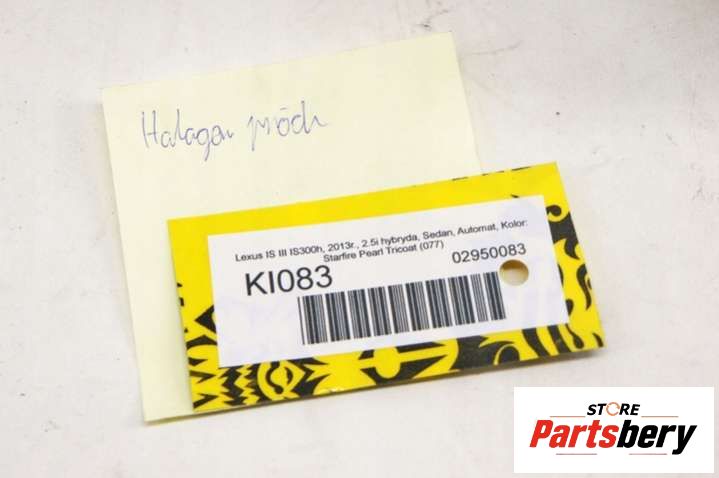 Halogen przód
Lexus IS III IS300h, 2013r., 2.5i hybryda, Sedan, Automat, Kolor:
Starfire Pearl Tricoat (077)
KI083
02950083
STORE
Partsbery